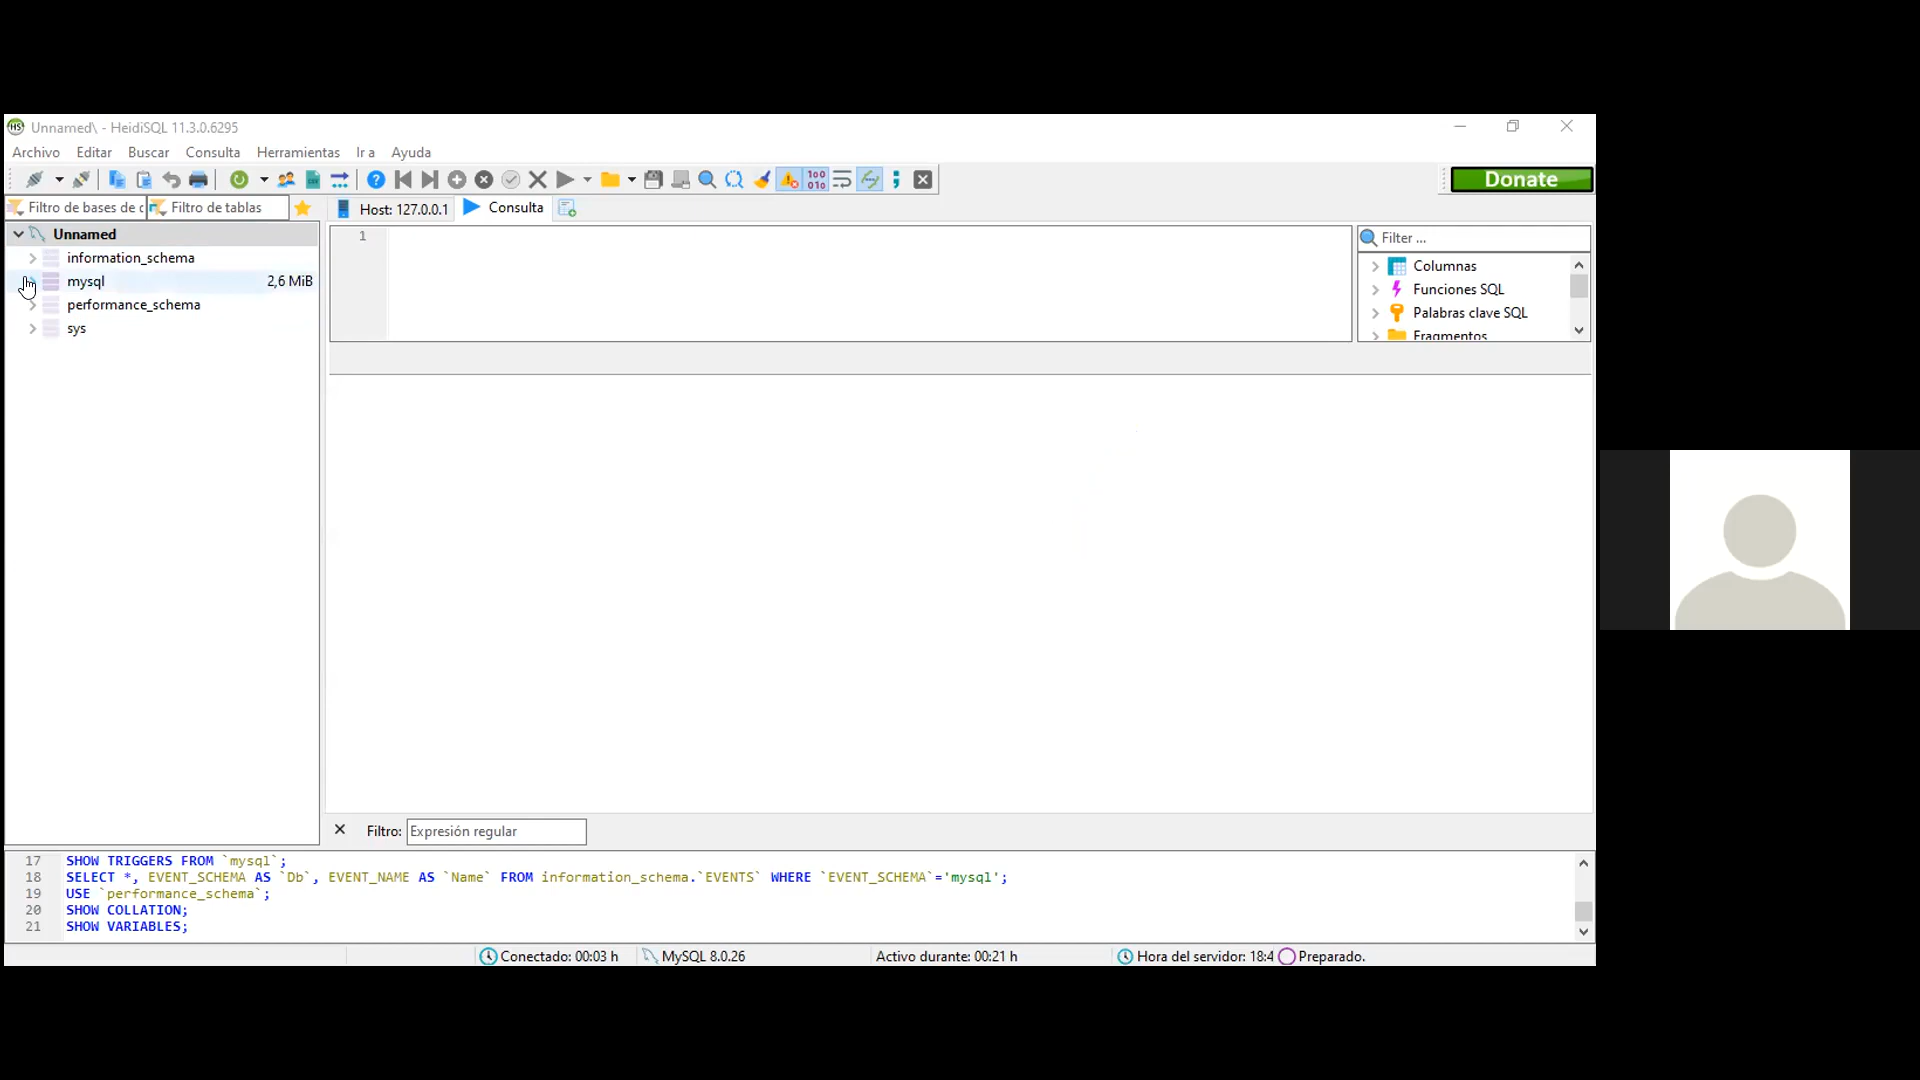 Unnamed\ - HeidiSQL 11.3.0.6295
Archivo Editar Buscar Consulta Herramientas Ir a Ayuda
Donate
Filtro de bases de d Filtro de tablas Host: 127.0.0.1 Consulta
Unnamed
information_schema
mysql 2,6 MiB
performance_schema
sys
1
Filter ...
Columnas
Funciones SQL
Palabras clave SQL
Fragmentos
Filtro: Expresión regular
17 SHOW TRIGGERS FROM `mysql`;
18 SELECT *, EVENT_SCHEMA AS `Db`, EVENT_NAME AS `Name` FROM information_schema.`EVENTS` WHERE `EVENT_SCHEMA`='mysql';
19 USE `performance_schema`;
20 SHOW COLLATION;
21 SHOW VARIABLES;
Conectado: 00:03 h MySQL 8.0.26 Activo durante: 00:21 h Hora del servidor: 18:4 Preparado.